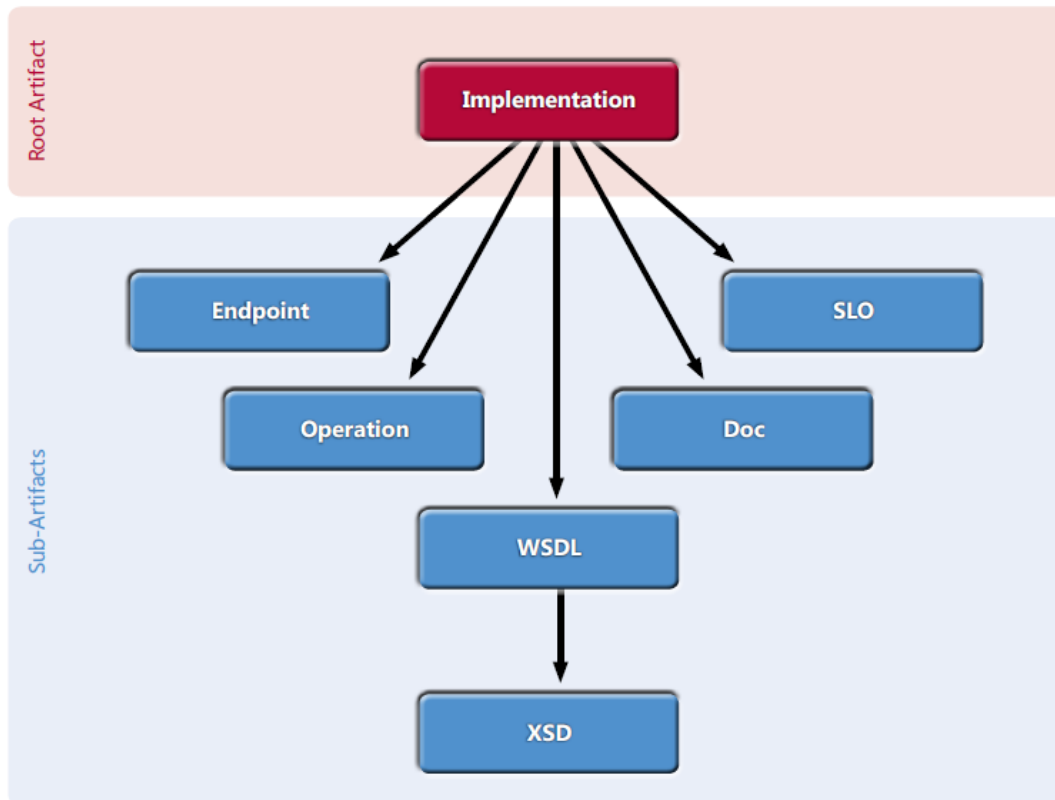 Root Artifact
Implementation
Sub-Artifacts
Endpoint
SLO
Operation
Doc
WSDL
XSD